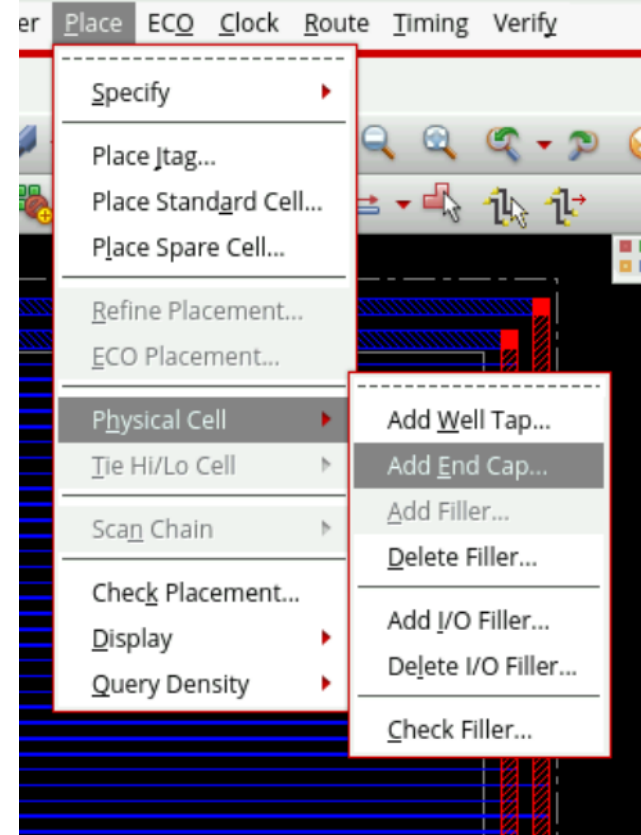 er Place ECO Clock Route Timing Verify
Specify
Place Jtag...
Place Standard Cell...
Place Spare Cell...
Refine Placement...
ECO Placement...
Physical Cell
Tie Hi/Lo Cell
Scan Chain
Check Placement...
Display
Query Density
Add Well Tap...
Add End Cap...
Add Filler...
Delete Filler...
Add I/O Filler...
Delete I/O Filler...
Check Filler...